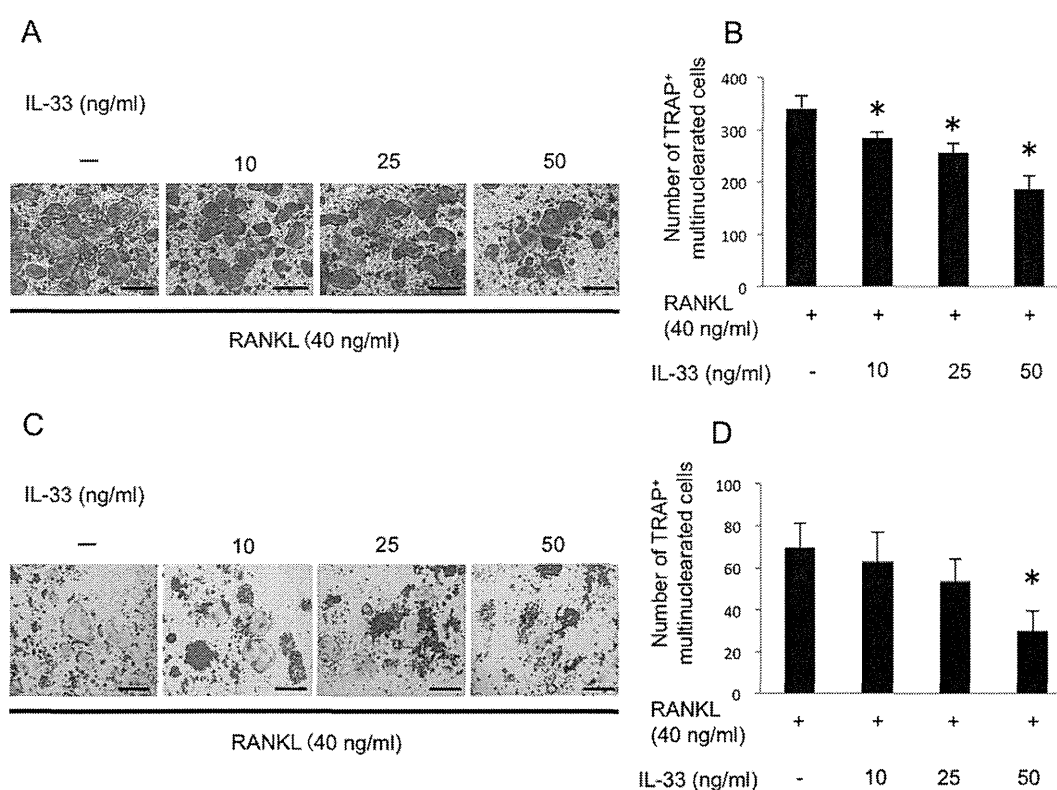 A
IL-33 (ng/ml)
— 10 25 50
RANKL (40 ng/ml)
B
Number of TRAP⁺
multinuclearated cells
400
300
200
100
0
* * *
RANKL
(40 ng/ml)
+ + + +
IL-33 (ng/ml) - 10 25 50
C
IL-33 (ng/ml)
— 10 25 50
RANKL (40 ng/ml)
D
Number of TRAP⁺
multinuclearated cells
100
80
60
40
20
0
*
RANKL
(40 ng/ml)
+ + + +
IL-33 (ng/ml) - 10 25 50